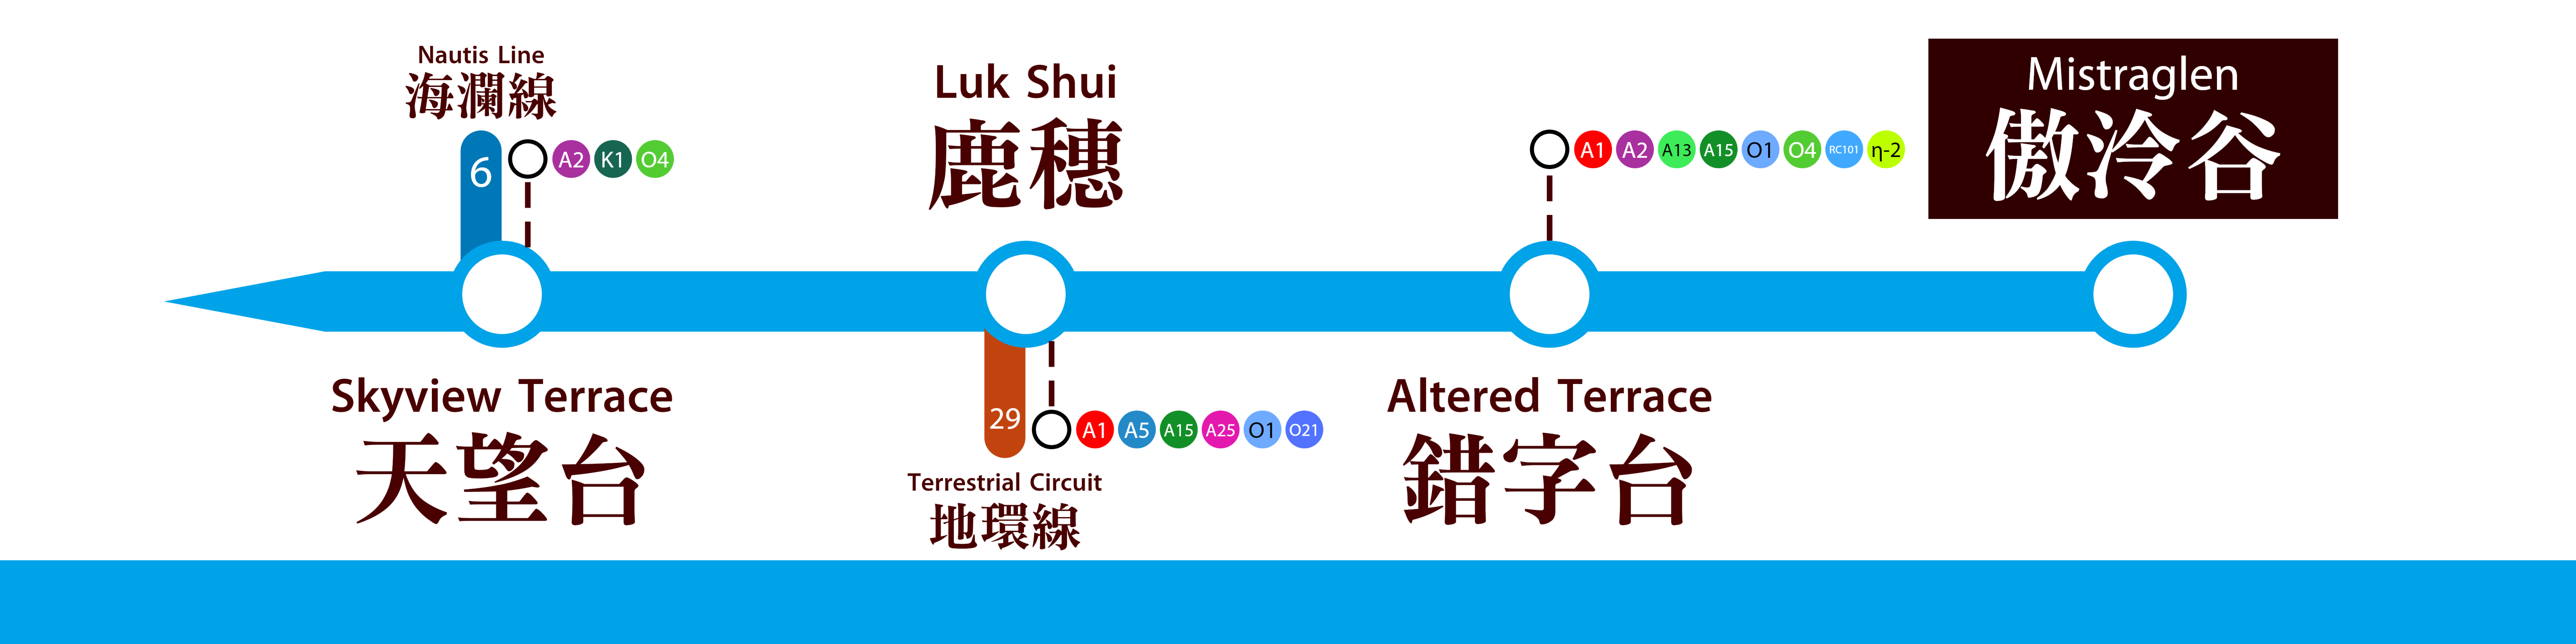 Nautis Line
海瀾線
6
A2 K1 O4
Skyview Terrace
天望台
Luk Shui
鹿穗
29
A1 A5 A15 A25 O1 O21
Terrestrial Circuit
地環線
A1 A2 A13 A15 O1 O4 RC101 η-2
Altered Terrace
錯字台
Mistraglen
傲泠谷